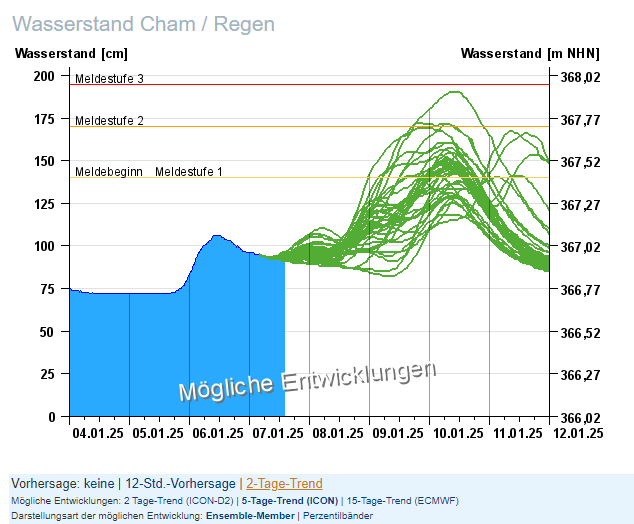 Wasserstand Cham / Regen
Wasserstand [cm] Wasserstand [m NHN]
200 Meldestufe 3 368,02
175 Meldestufe 2 367,77
150 Meldebeginn Meldestufe 1 367,52
125 367,27
100 367,02
75 366,77
50 366,52
25 366,27
Mögliche Entwicklungen
0 366,02
04.01.25 05.01.25 06.01.25 07.01.25 08.01.25 09.01.25 10.01.25 11.01.25 12.01.25
Vorhersage: keine | 12-Std.-Vorhersage | 2-Tage-Trend
Mögliche Entwicklungen: 2 Tage-Trend (ICON-D2) | 5-Tage-Trend (ICON) | 15-Tage-Trend (ECMWF)
Darstellungsart der möglichen Entwicklung: Ensemble-Member | Perzentilbänder